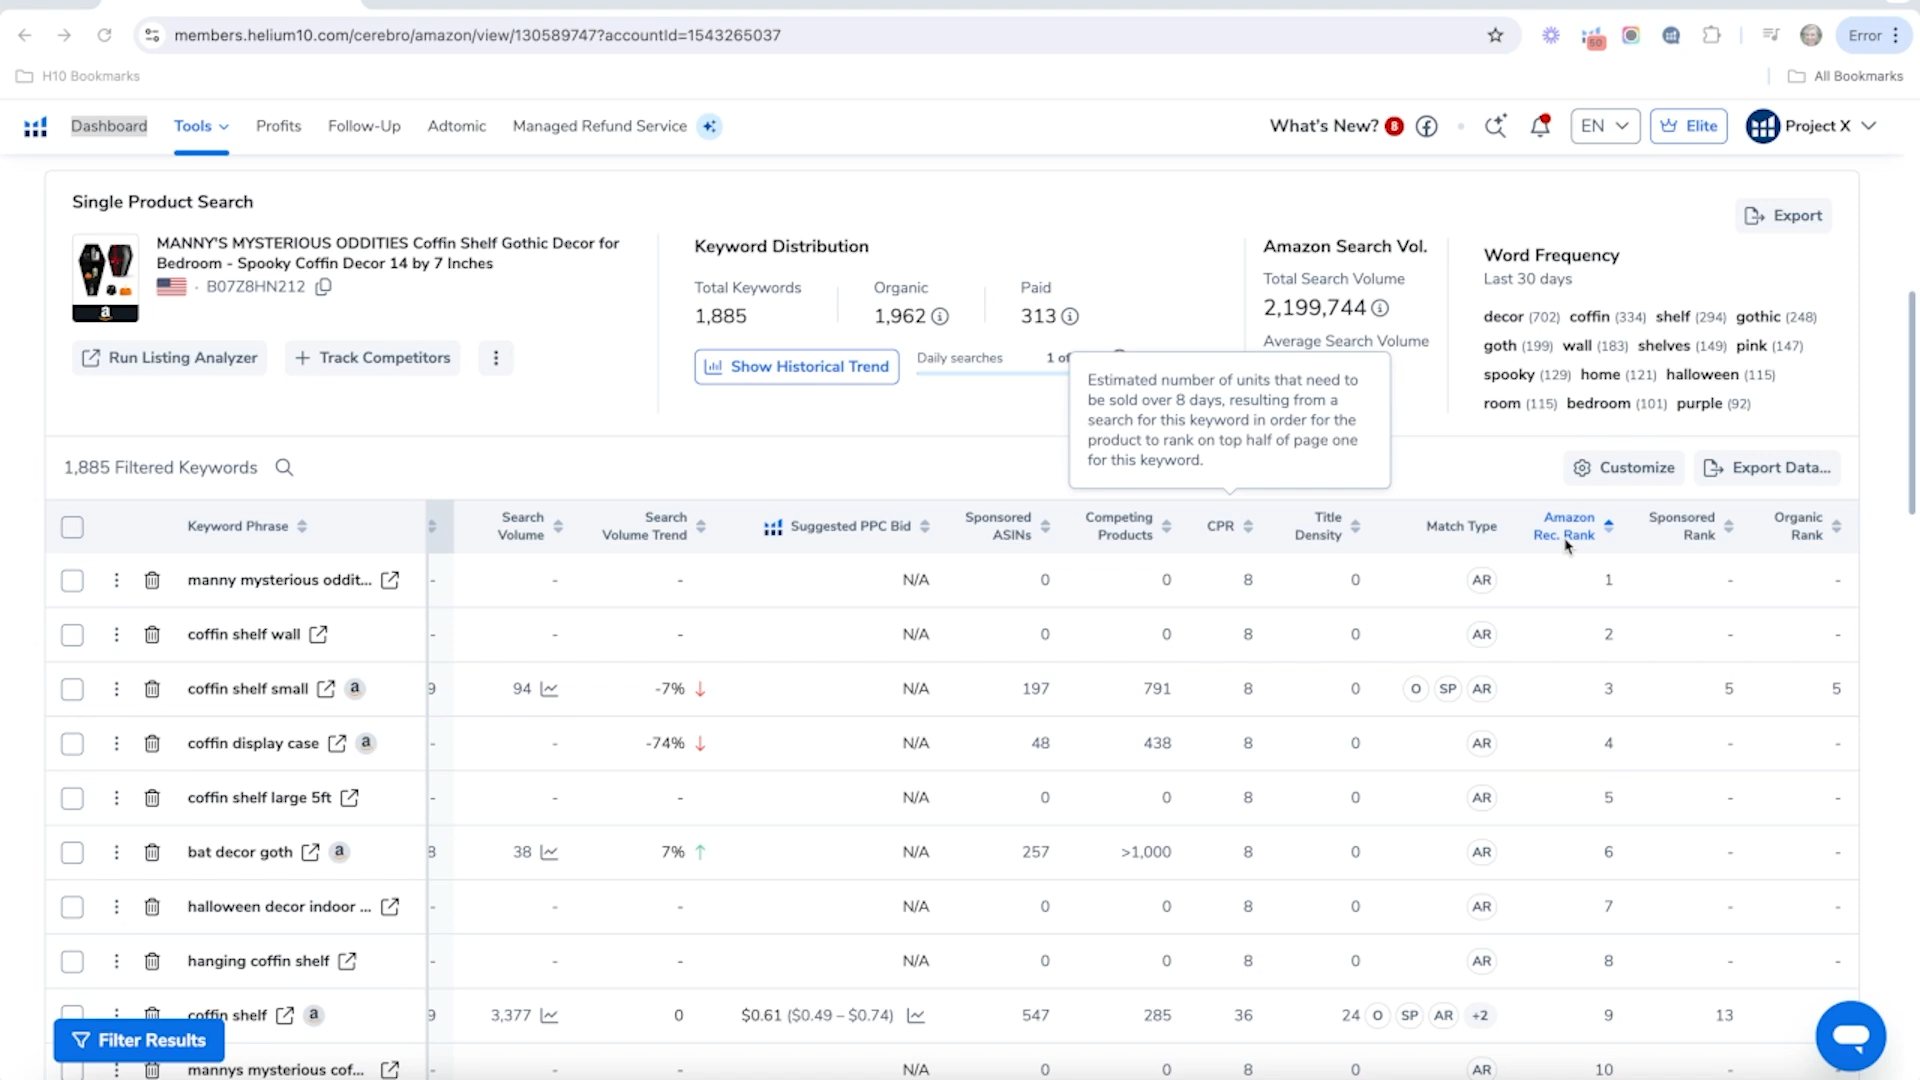 members.helium10.com/cerebro/amazon/view/130589747?accountId=1543265037
50
Error
H10 Bookmarks
All Bookmarks
Dashboard
Tools
Profits
Follow-Up
Adtomic
Managed Refund Service
What's New? 8
EN
Elite
Project X
Single Product Search
Export
MANNY'S MYSTERIOUS ODDITIES Coffin Shelf Gothic Decor for
Bedroom - Spooky Coffin Decor 14 by 7 Inches
· B07Z8HN212
a
Run Listing Analyzer
+ Track Competitors
Keyword Distribution
Total Keywords
1,885
Organic
1,962
Paid
313
Show Historical Trend
Daily searches
1 of
Amazon Search Vol.
Total Search Volume
2,199,744
Average Search Volume
Word Frequency
Last 30 days
decor (702) coffin (334) shelf (294) gothic (248)
goth (199) wall (183) shelves (149) pink (147)
spooky (129) home (121) halloween (115)
room (115) bedroom (101) purple (92)
Estimated number of units that need to
be sold over 8 days, resulting from a
search for this keyword in order for the
product to rank on top half of page one
for this keyword.
1,885 Filtered Keywords
Customize
Export Data...
Keyword Phrase
Search
Volume
Search
Volume Trend
Suggested PPC Bid
Sponsored
ASINs
Competing
Products
CPR
Title
Density
Match Type
Amazon
Rec. Rank
Sponsored
Rank
Organic
Rank
manny mysterious oddit... - - - N/A 0 0 8 0 AR 1 - -
coffin shelf wall - - - N/A 0 0 8 0 AR 2 - -
coffin shelf small a 9 94 -7% N/A 197 791 8 0 O SP AR 3 5 5
coffin display case a - - -74% N/A 48 438 8 0 AR 4 - -
coffin shelf large 5ft - - - N/A 0 0 8 0 AR 5 - -
bat decor goth a 8 38 7% N/A 257 >1,000 8 0 AR 6 - -
halloween decor indoor ... - - - N/A 0 0 8 0 AR 7 - -
hanging coffin shelf - - - N/A 0 0 8 0 AR 8 - -
coffin shelf a 9 3,377 0 $0.61 ($0.49 – $0.74) 547 285 36 24 O SP AR +2 9 13
Filter Results
mannys mysterious cof... - - N/A 0 0 8 0 AR 10 - -